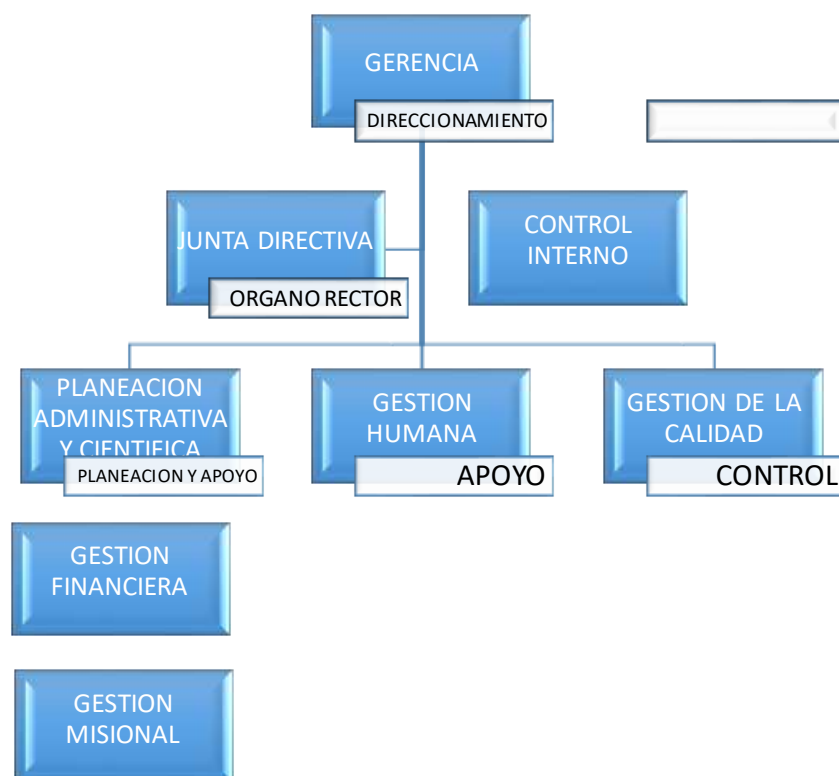 GERENCIA
DIRECCIONAMIENTO
JUNTA DIRECTIVA
ORGANO RECTOR
CONTROL
INTERNO
PLANEACION
ADMINISTRATIVA
Y CIENTIFICA
PLANEACION Y APOYO
GESTION
HUMANA
APOYO
GESTION DE LA
CALIDAD
CONTROL
GESTION
FINANCIERA
GESTION
MISIONAL